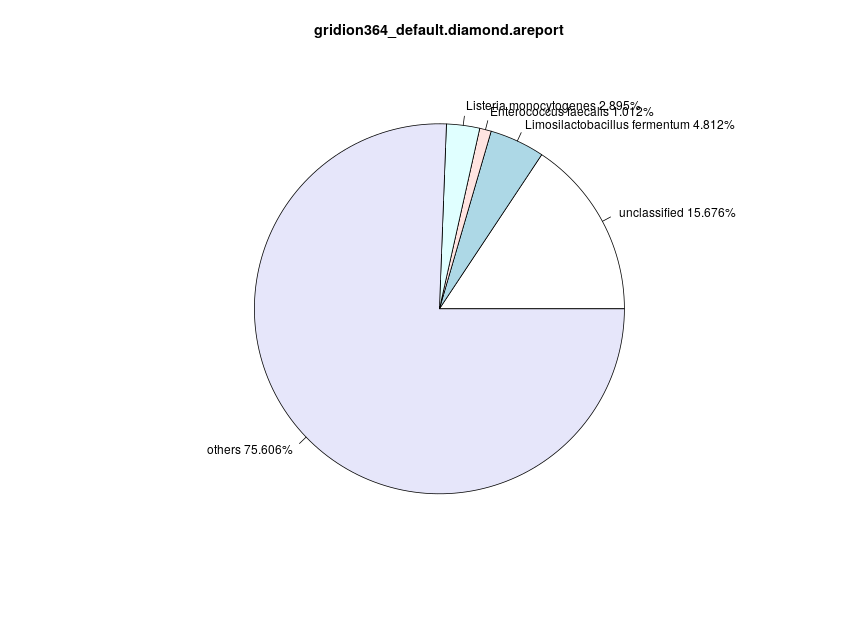 gridion364_default.diamond.areport
Listeria monocytogenes 2.895%
Enterococcus faecalis 1.012%
Limosilactobacillus fermentum 4.812%
unclassified 15.676%
others 75.606%